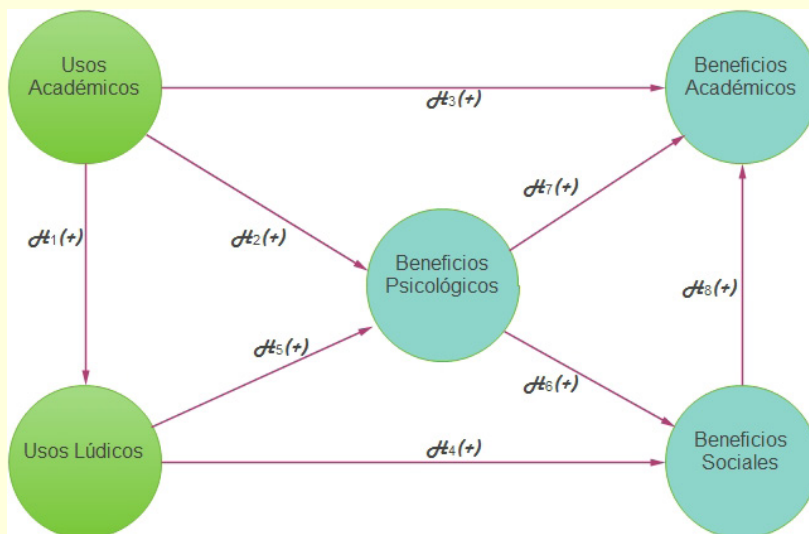 Usos
Académicos
Beneficios
Académicos
H3(+)
H7(+)
H1(+)
H2(+)
Beneficios
Psicológicos
H8(+)
H5(+)
H6(+)
Usos Lúdicos
H4(+)
Beneficios
Sociales